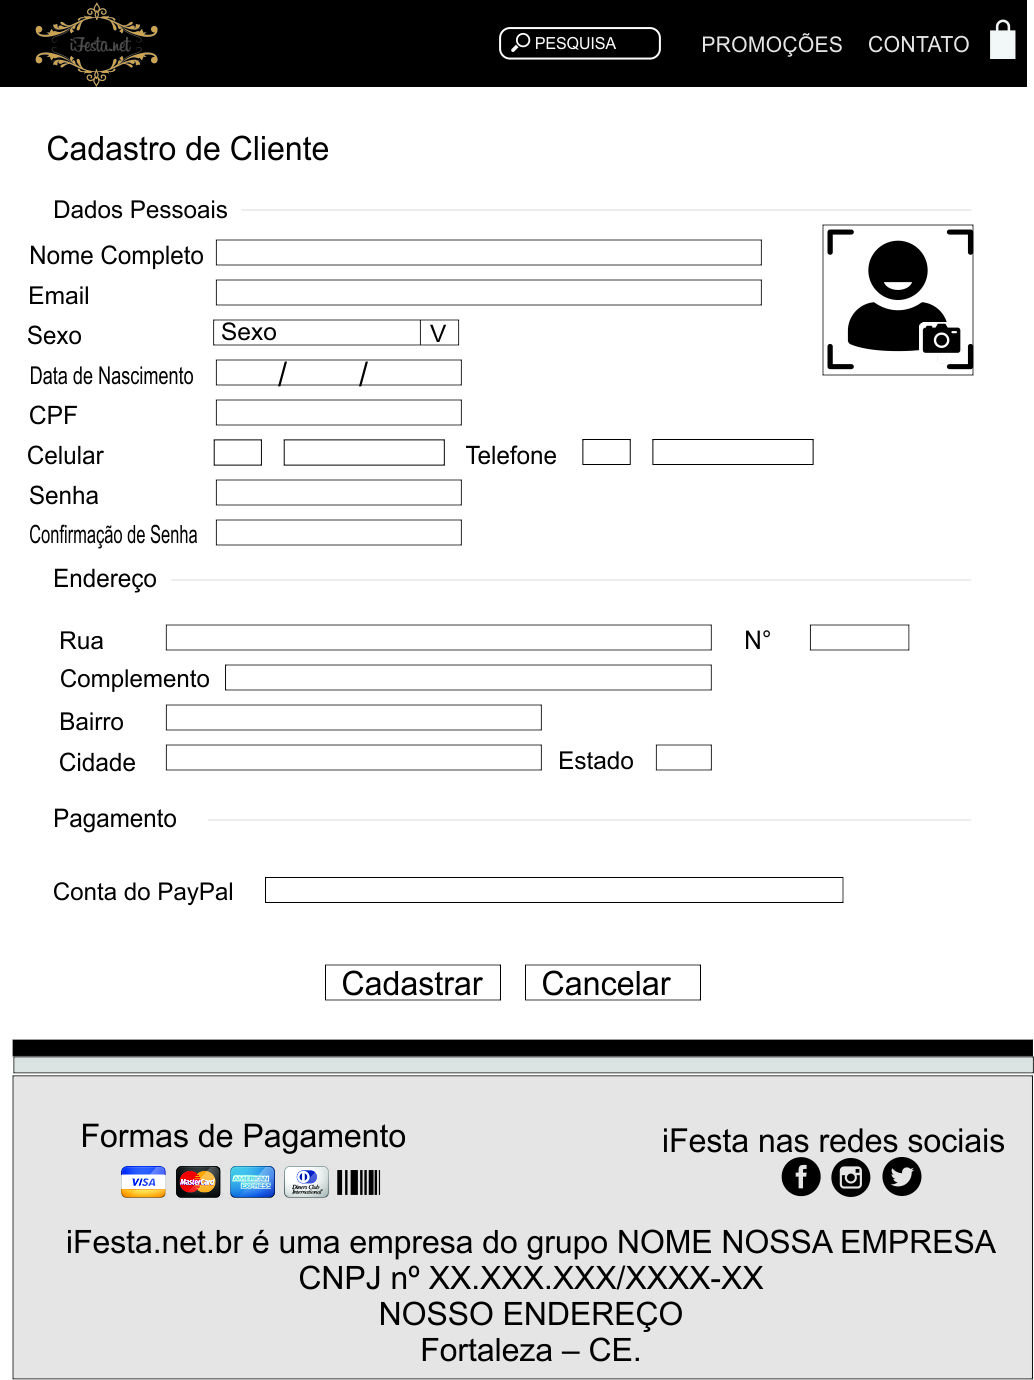 iFesta.net
PESQUISA PROMOÇÕES CONTATO
Cadastro de Cliente
Dados Pessoais
Nome Completo
Email
Sexo Sexo V
Data de Nascimento / /
CPF
Celular Telefone
Senha
Confirmação de Senha
Endereço
Rua N°
Complemento
Bairro
Cidade Estado
Pagamento
Conta do PayPal
Cadastrar Cancelar
Formas de Pagamento
iFesta nas redes sociais
VISA MasterCard AMERICAN EXPRESS Diners Club International
iFesta.net.br é uma empresa do grupo NOME NOSSA EMPRESA
CNPJ nº XX.XXX.XXX/XXXX-XX
NOSSO ENDEREÇO
Fortaleza – CE.